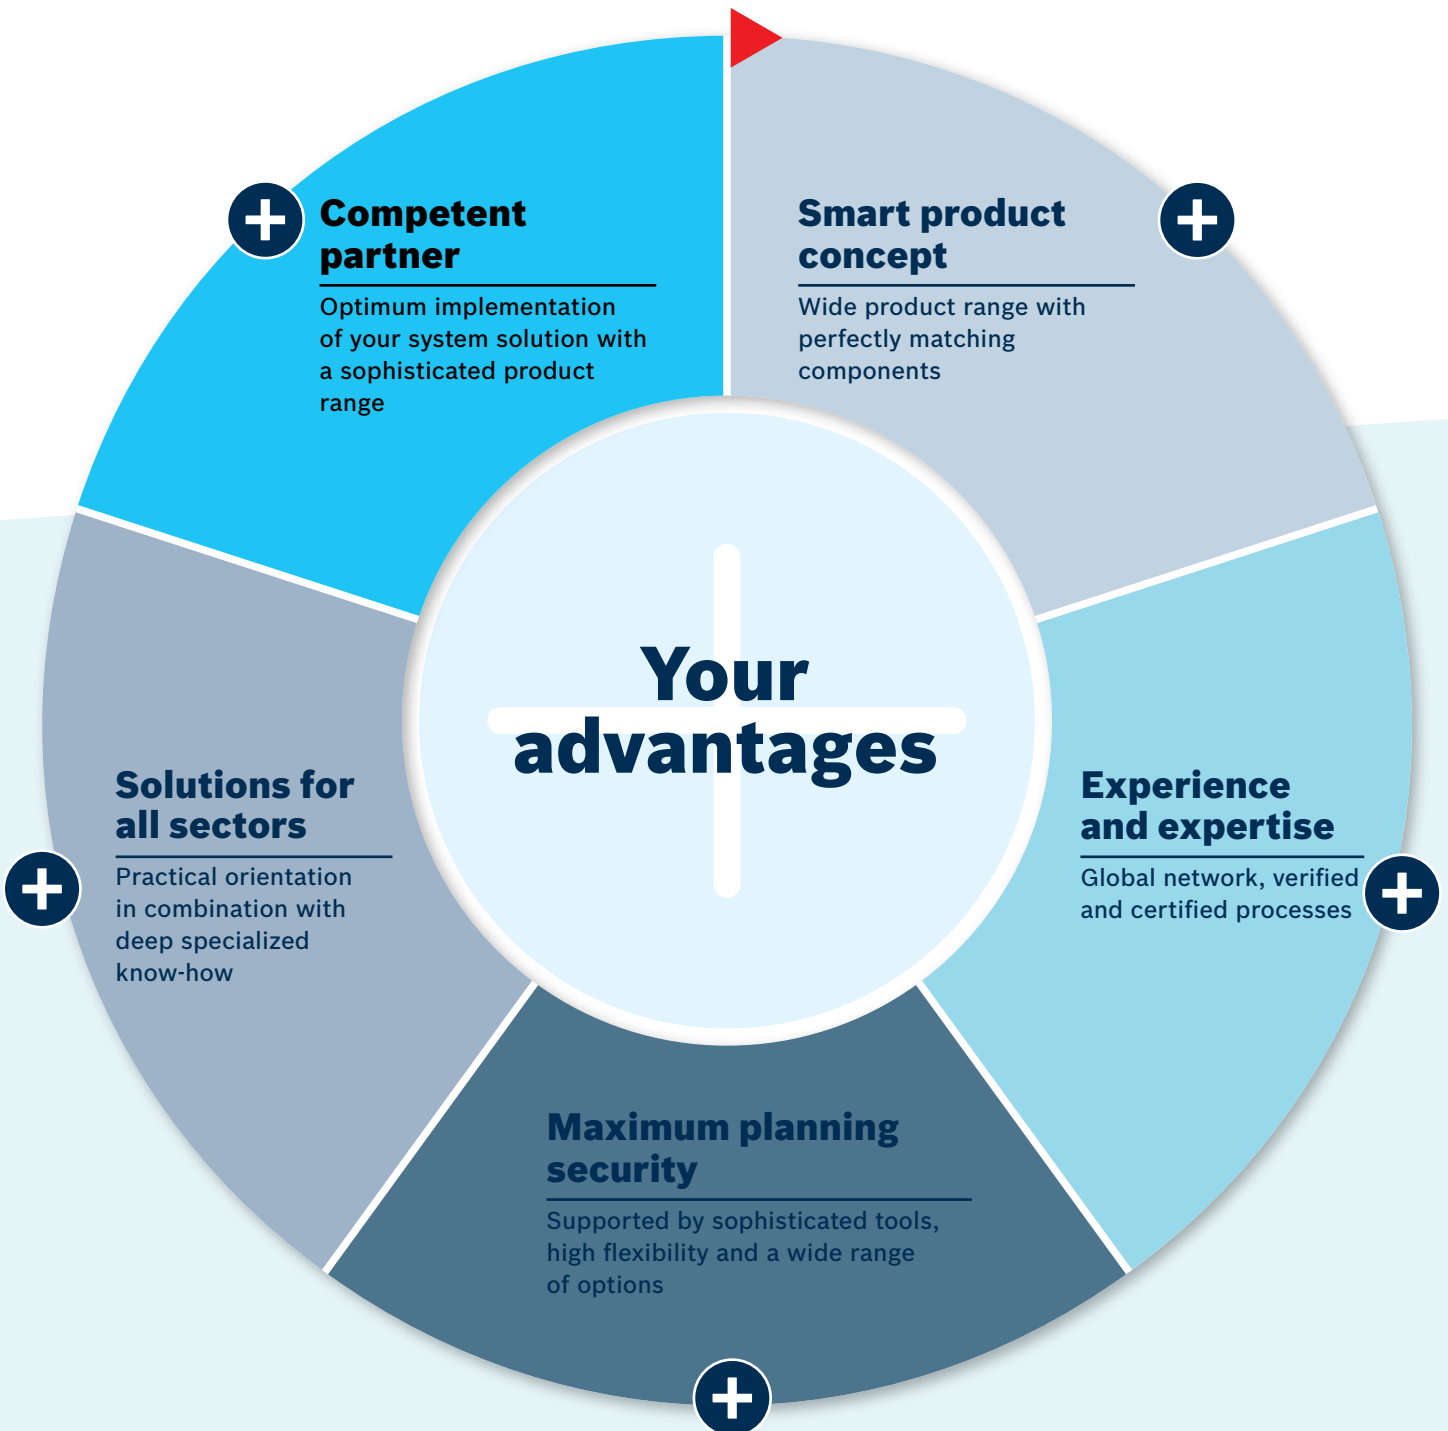 Competent
partner
Optimum implementation
of your system solution with
a sophisticated product
range
Smart product
concept
Wide product range with
perfectly matching
components
Your
advantages
Solutions for
all sectors
Practical orientation
in combination with
deep specialized
know-how
Experience
and expertise
Global network, verified
and certified processes
Maximum planning
security
Supported by sophisticated tools,
high flexibility and a wide range
of options